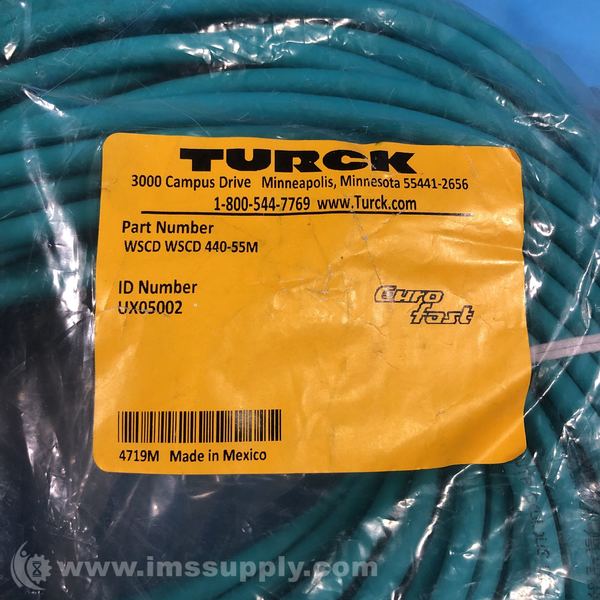 TURCK
3000 Campus Drive Minneapolis, Minnesota 55441-2656
1-800-544-7769 www.Turck.com
Part Number
WSCD WSCD 440-55M
ID Number
UX05002
Euro
fast
4719M Made in Mexico
www.imssupply.com